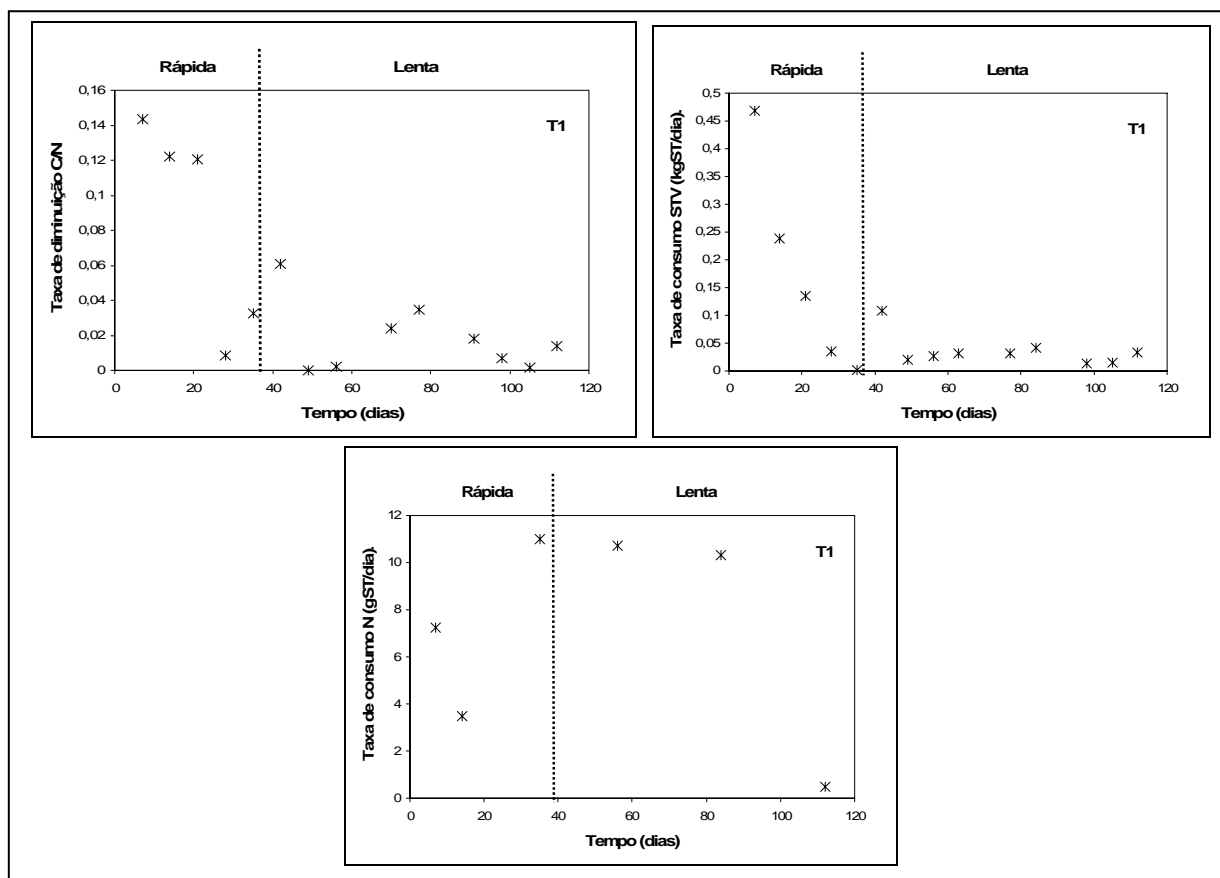 Rápida Lenta
Taxa de diminuição C/N
0,16
0,14
0,12
0,1
0,08
0,06
0,04
0,02
0
T1
0 20 40 60 80 100 120
Tempo (dias)
Rápida Lenta
Taxa de consumo STV (kgST/dia).
0,5
0,45
0,4
0,35
0,3
0,25
0,2
0,15
0,1
0,05
0
T1
0 20 40 60 80 100 120
Tempo (dias)
Rápida Lenta
Taxa de consumo N (gST/dia).
12
10
8
6
4
2
0
T1
0 20 40 60 80 100 120
Tempo (dias)